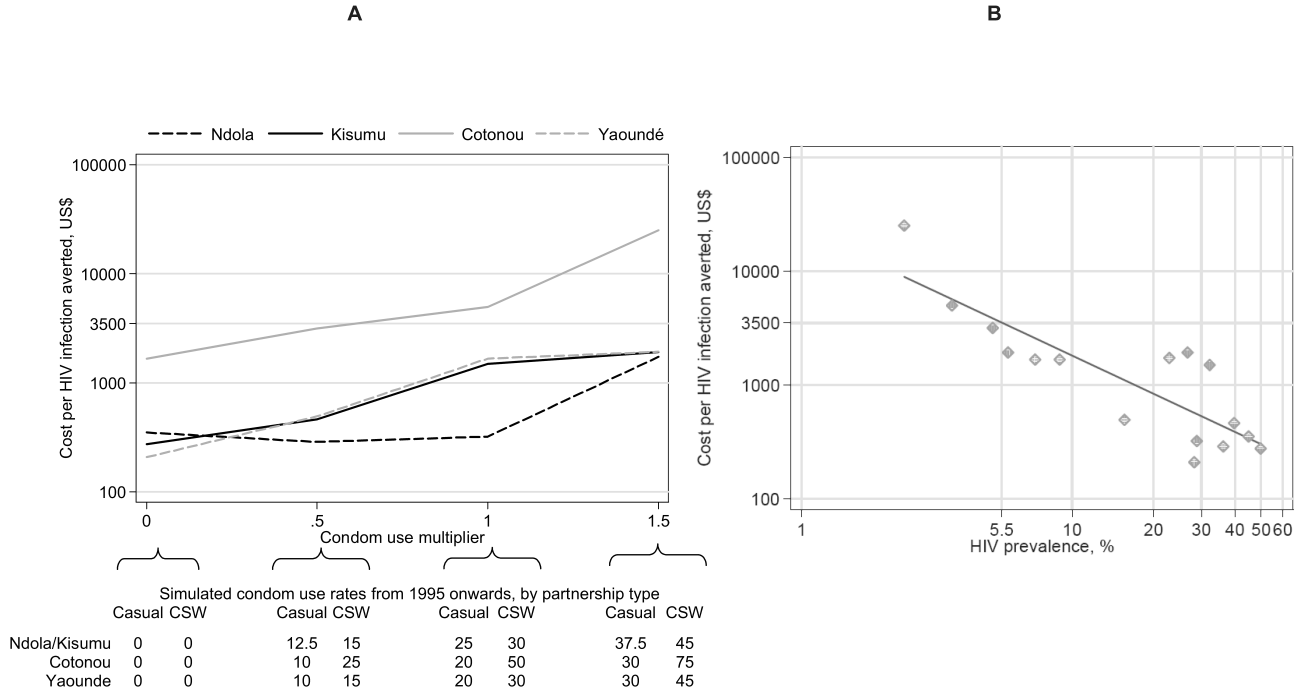 A
B
Ndola Kisumu Cotonou Yaoundé
Cost per HIV infection averted, US$
100000
10000
3500
1000
100
0 .5 1 1.5
Condom use multiplier
Simulated condom use rates from 1995 onwards, by partnership type
Casual CSW Casual CSW Casual CSW Casual CSW
Ndola/Kisumu 0 0 12.5 15 25 30 37.5 45
Cotonou 0 0 10 25 20 50 30 75
Yaounde 0 0 10 15 20 30 30 45
Cost per HIV infection averted, US$
100000
10000
3500
1000
100
1 5.5 10 20 30 40 50 60
HIV prevalence, %